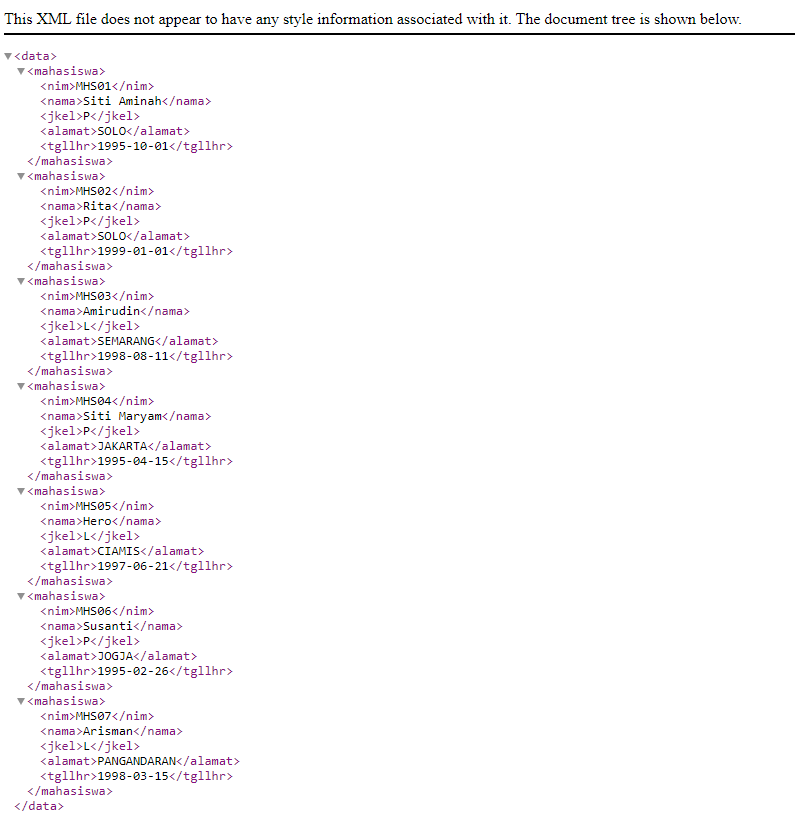 This XML file does not appear to have any style information associated with it. The document tree is shown below.
▼<data>
▼<mahasiswa>
<nim>MHS01</nim>
<nama>Siti Aminah</nama>
<jkel>P</jkel>
<alamat>SOLO</alamat>
<tgllhr>1995-10-01</tgllhr>
</mahasiswa>
▼<mahasiswa>
<nim>MHS02</nim>
<nama>Rita</nama>
<jkel>P</jkel>
<alamat>SOLO</alamat>
<tgllhr>1999-01-01</tgllhr>
</mahasiswa>
▼<mahasiswa>
<nim>MHS03</nim>
<nama>Amirudin</nama>
<jkel>L</jkel>
<alamat>SEMARANG</alamat>
<tgllhr>1998-08-11</tgllhr>
</mahasiswa>
▼<mahasiswa>
<nim>MHS04</nim>
<nama>Siti Maryam</nama>
<jkel>P</jkel>
<alamat>JAKARTA</alamat>
<tgllhr>1995-04-15</tgllhr>
</mahasiswa>
▼<mahasiswa>
<nim>MHS05</nim>
<nama>Hero</nama>
<jkel>L</jkel>
<alamat>CIAMIS</alamat>
<tgllhr>1997-06-21</tgllhr>
</mahasiswa>
▼<mahasiswa>
<nim>MHS06</nim>
<nama>Susanti</nama>
<jkel>P</jkel>
<alamat>JOGJA</alamat>
<tgllhr>1995-02-26</tgllhr>
</mahasiswa>
▼<mahasiswa>
<nim>MHS07</nim>
<nama>Arisman</nama>
<jkel>L</jkel>
<alamat>PANGANDARAN</alamat>
<tgllhr>1998-03-15</tgllhr>
</mahasiswa>
</data>